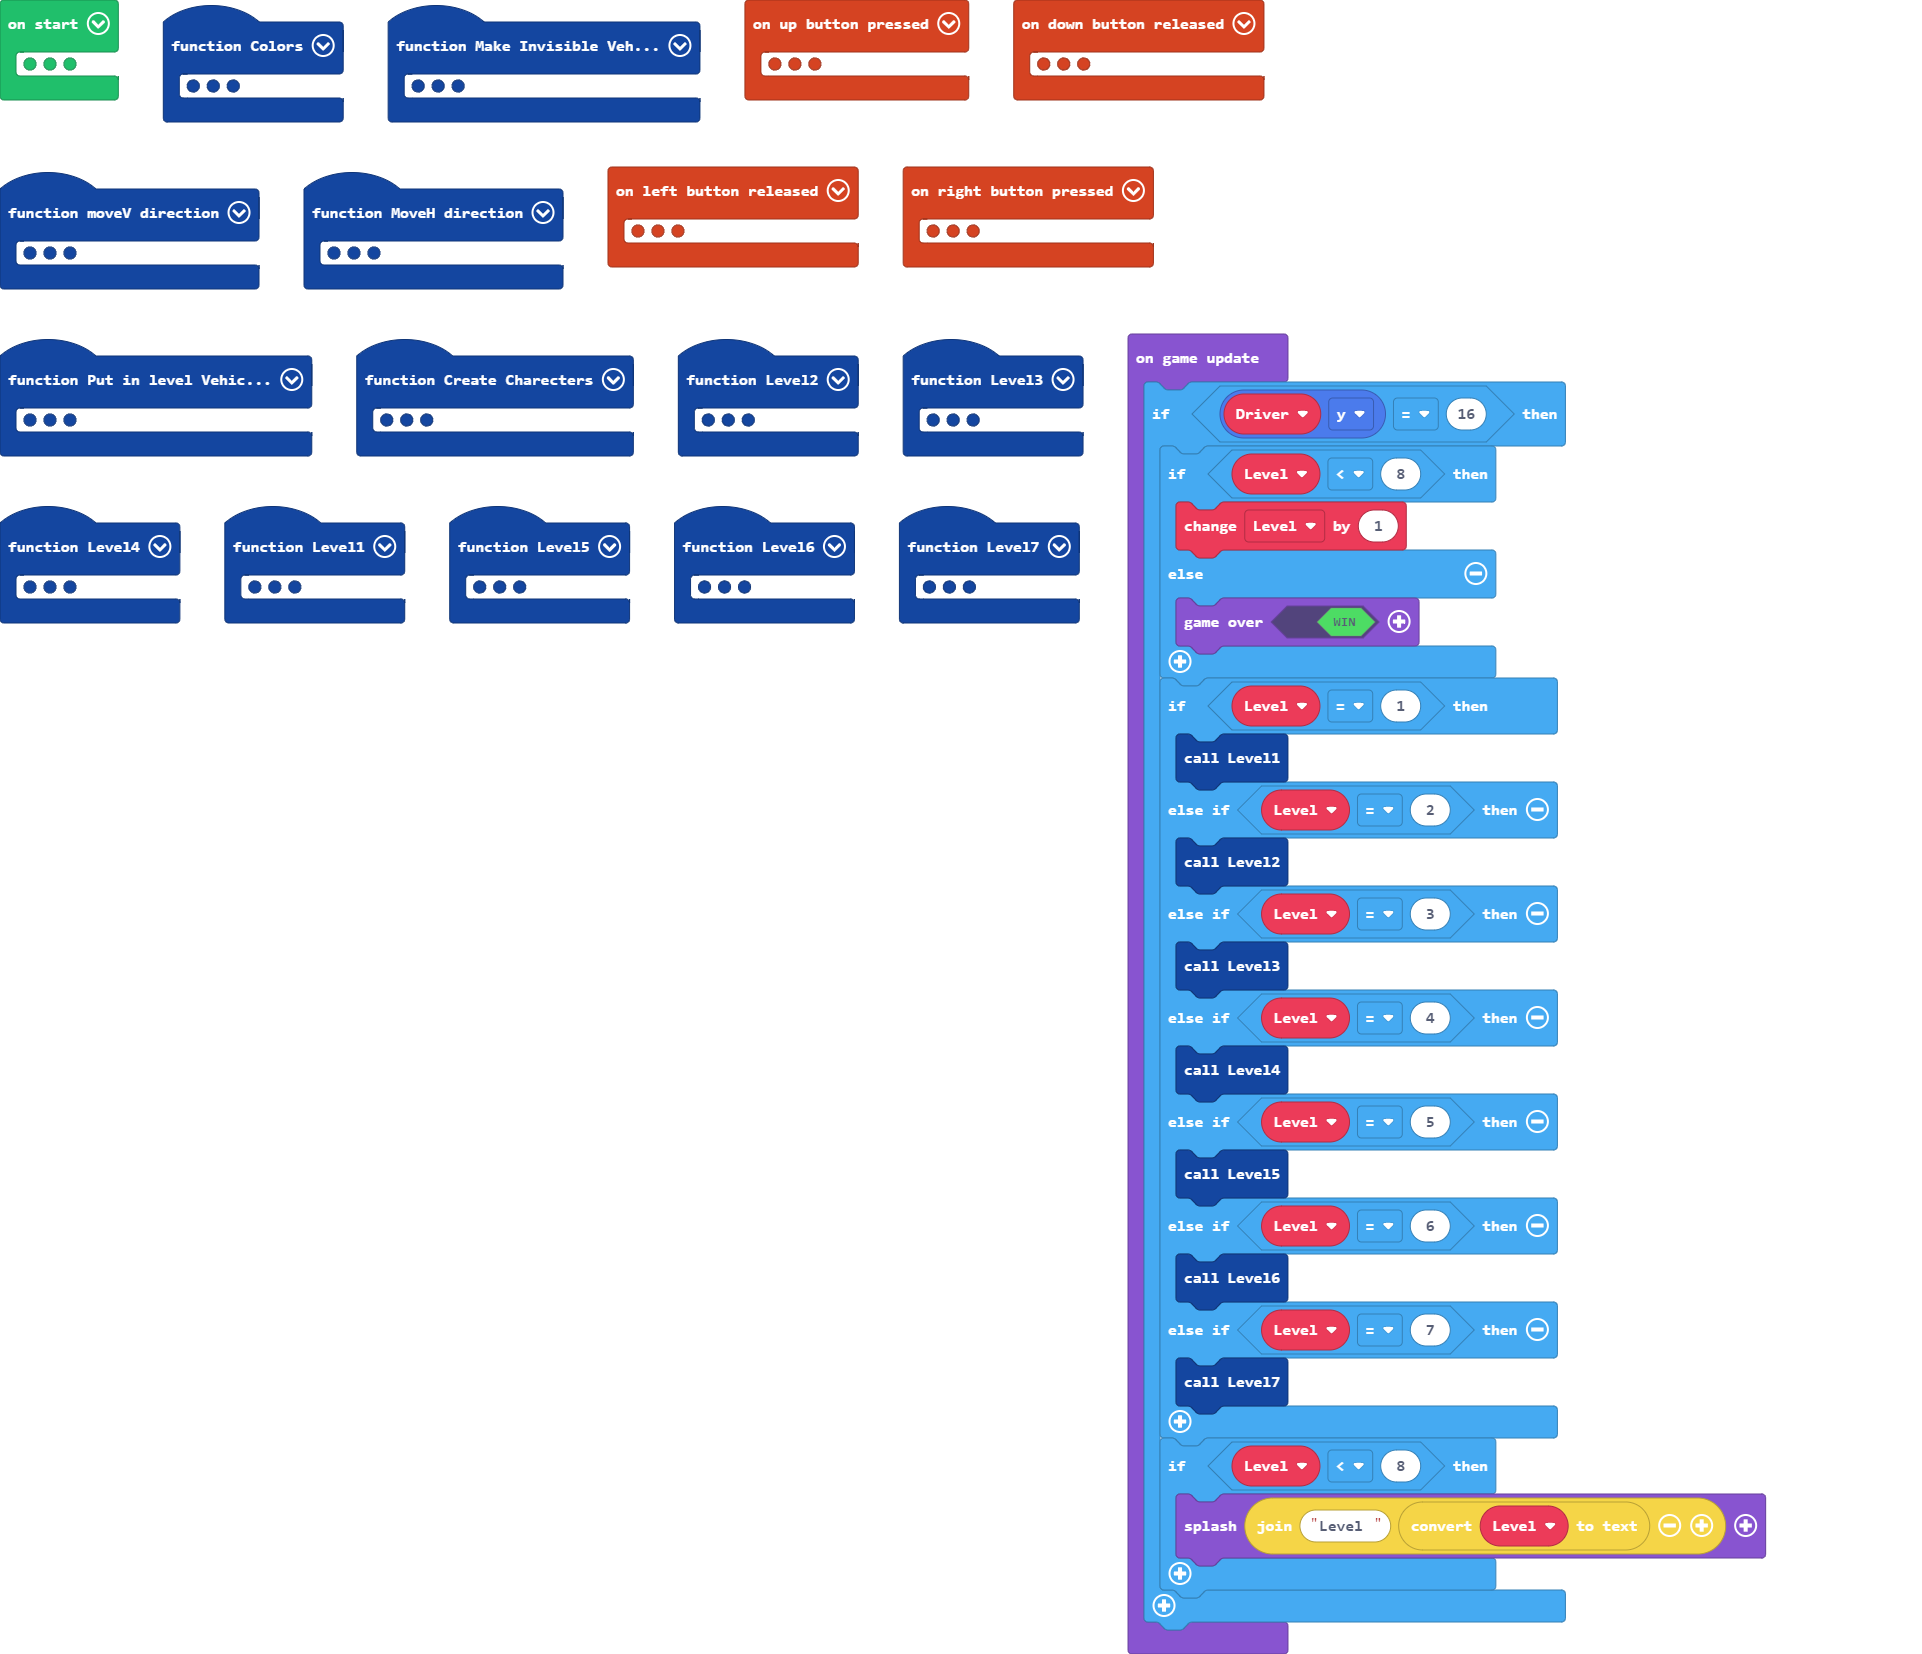 on start
function Colors
function Make Invisible Veh...
on up button pressed
on down button released
function moveV direction
function MoveH direction
on left button released
on right button pressed
function Put in level Vehic...
function Create Charecters
function Level2
function Level3
function Level4
function Level1
function Level5
function Level6
function Level7
on game update
if Driver y = 16 then
if Level < 8 then
change Level by 1
else
game over WIN
if Level = 1 then
call Level1
else if Level = 2 then
call Level2
else if Level = 3 then
call Level3
else if Level = 4 then
call Level4
else if Level = 5 then
call Level5
else if Level = 6 then
call Level6
else if Level = 7 then
call Level7
if Level < 8 then
splash join "Level " convert Level to text